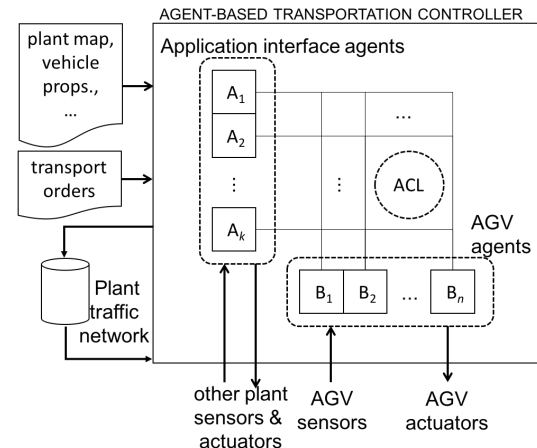 AGENT-BASED TRANSPORTATION CONTROLLER
plant map,
vehicle
props.,
...
Application interface agents
A1
A2
⋮
Ak
...
⋮
ACL
transport
orders
AGV
agents
B1
B2
...
Bn
Plant
traffic
network
other plant
sensors &
actuators
AGV
sensors
AGV
actuators